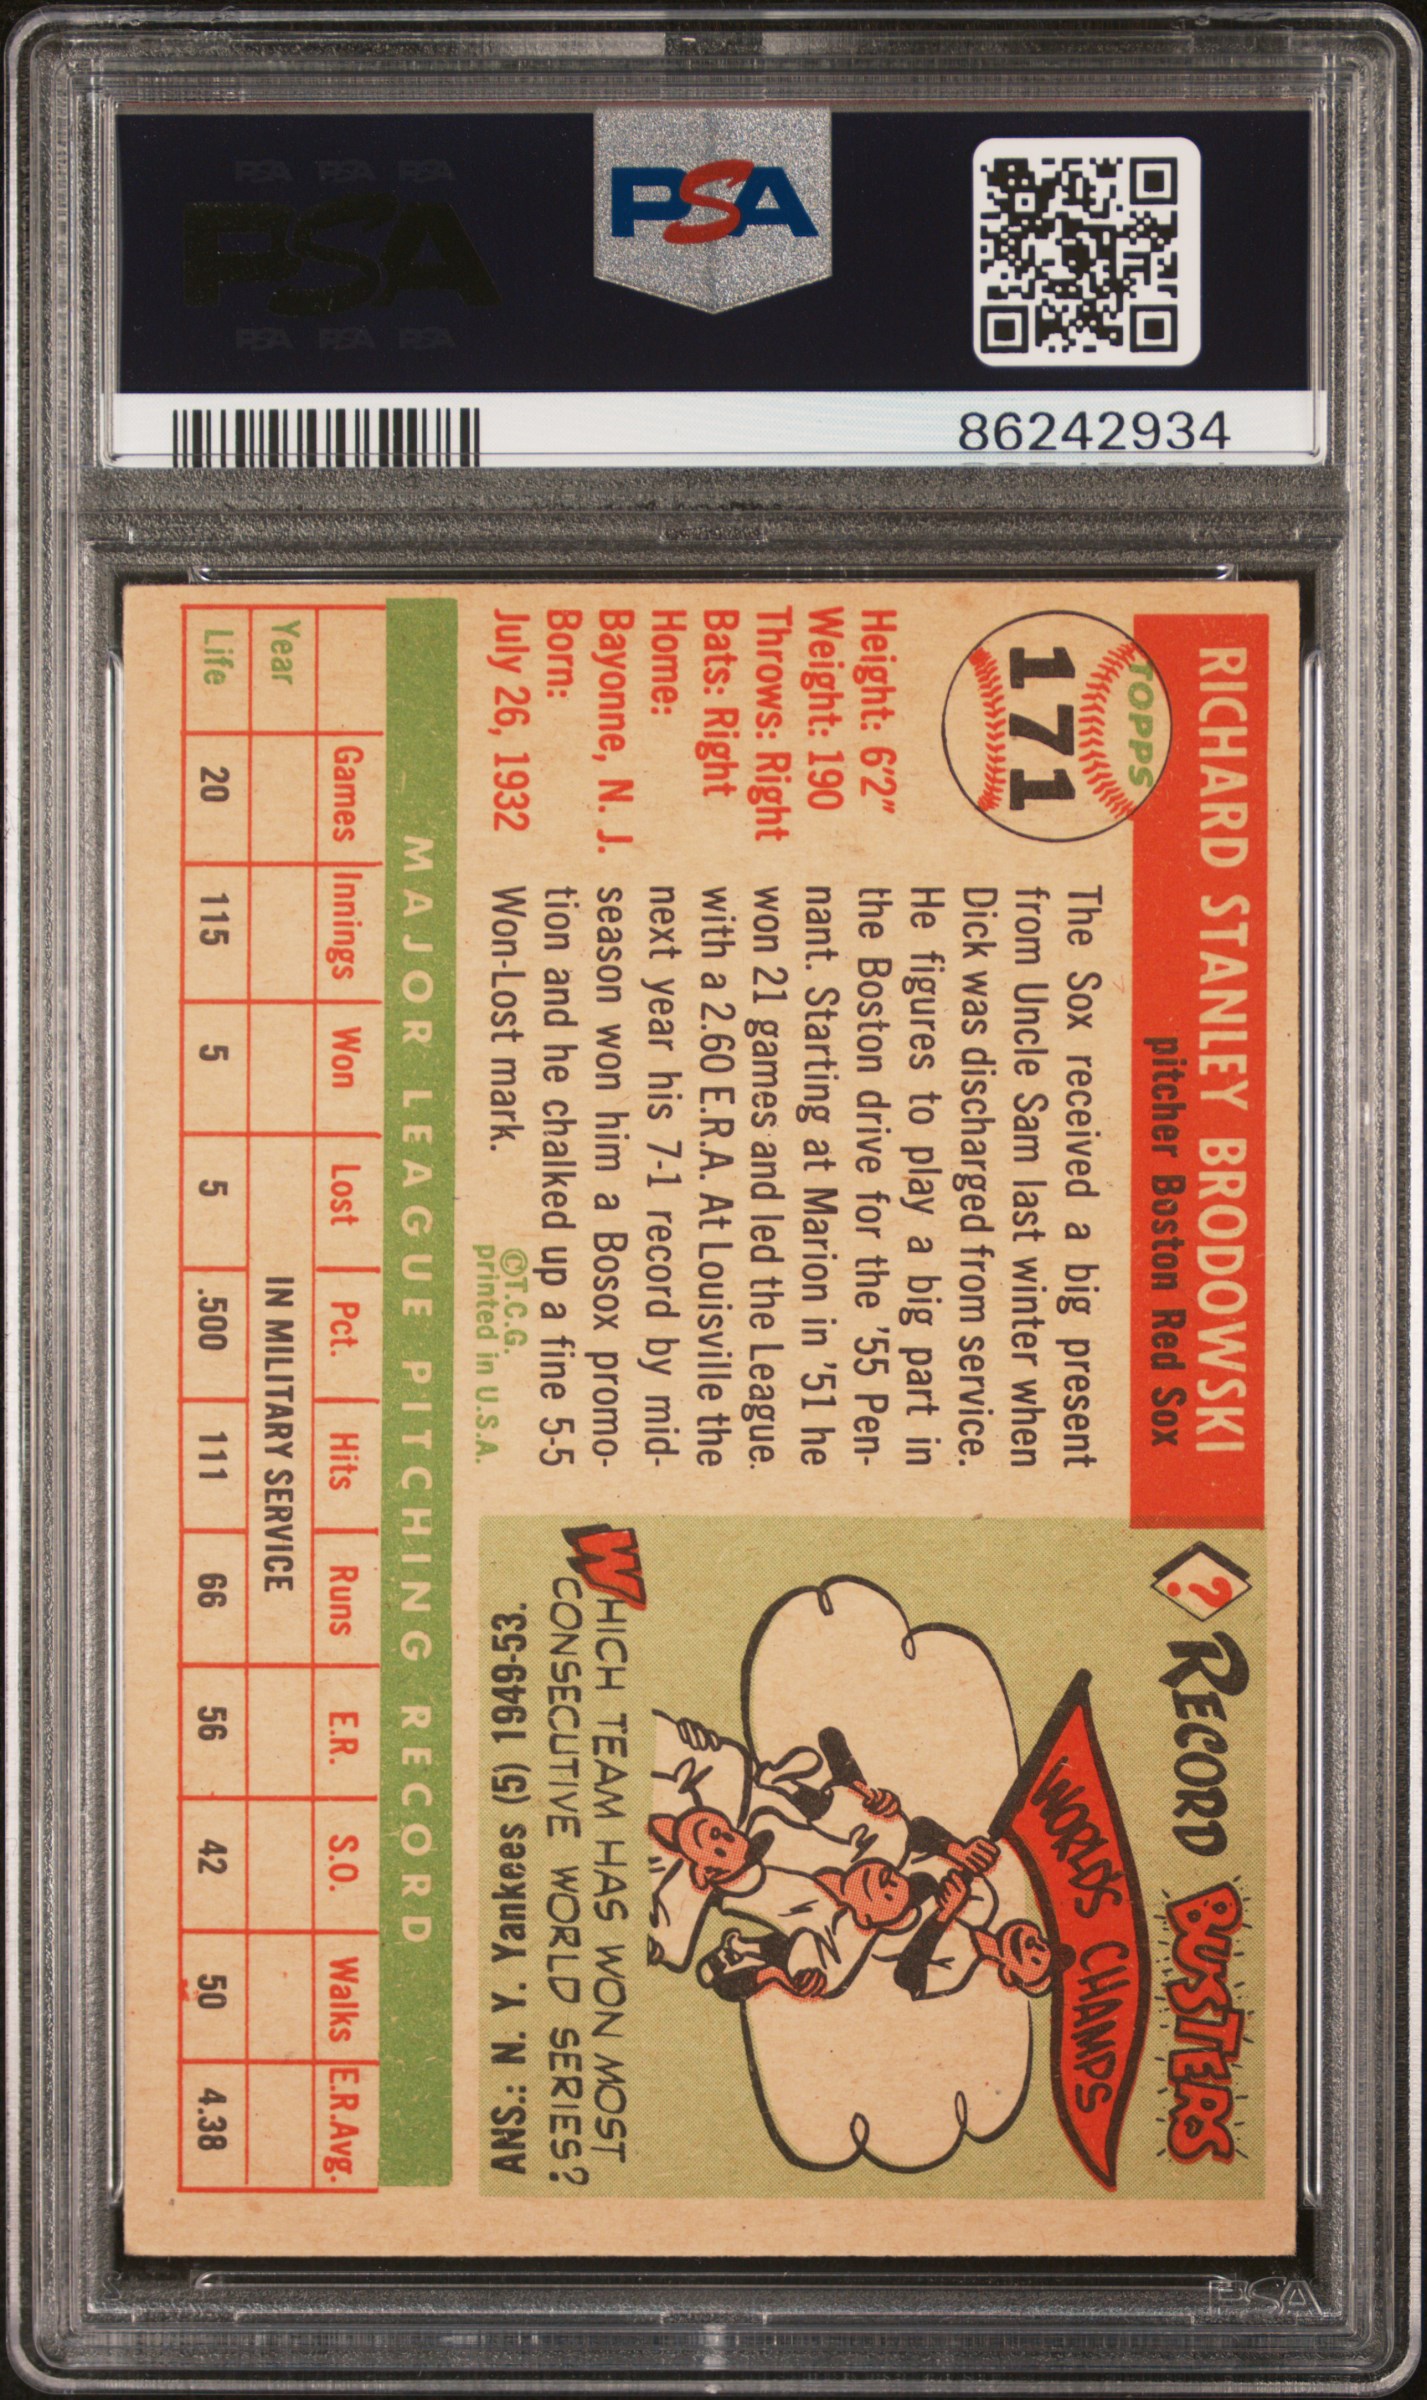 PSA PSA PSA
PSA
PSA PSA PSA
PSA
86242934
TOPPS
171
RICHARD STANLEY BRODOWSKI
pitcher Boston Red Sox
Height: 6'2"
Weight: 190
Throws: Right
Bats: Right
Home:
Bayonne, N. J.
Born:
July 26, 1932
The Sox received a big present
from Uncle Sam last winter when
Dick was discharged from service.
He figures to play a big part in
the Boston drive for the '55 Pen-
nant. Starting at Marion in '51 he
won 21 games and led the League
with a 2.60 E.R.A. At Louisville the
next year his 7-1 record by mid-
season won him a Bosox promo-
tion and he chalked up a fine 5-5
Won-Lost mark.
©T.C.G.
printed in U.S.A.
? RECORD BUSTERS
WORLD'S CHAMPS
WHICH TEAM HAS WON MOST
CONSECUTIVE WORLD SERIES?
ANS.: N. Y. Yankees (5) 1949-53.
MAJOR LEAGUE PITCHING RECORD
Games Innings Won Lost Pct. Hits Runs E.R. S.O. Walks E.R.Avg.
Year IN MILITARY SERVICE
Life 20 115 5 5 .500 111 66 56 42 50 4.38
PSA